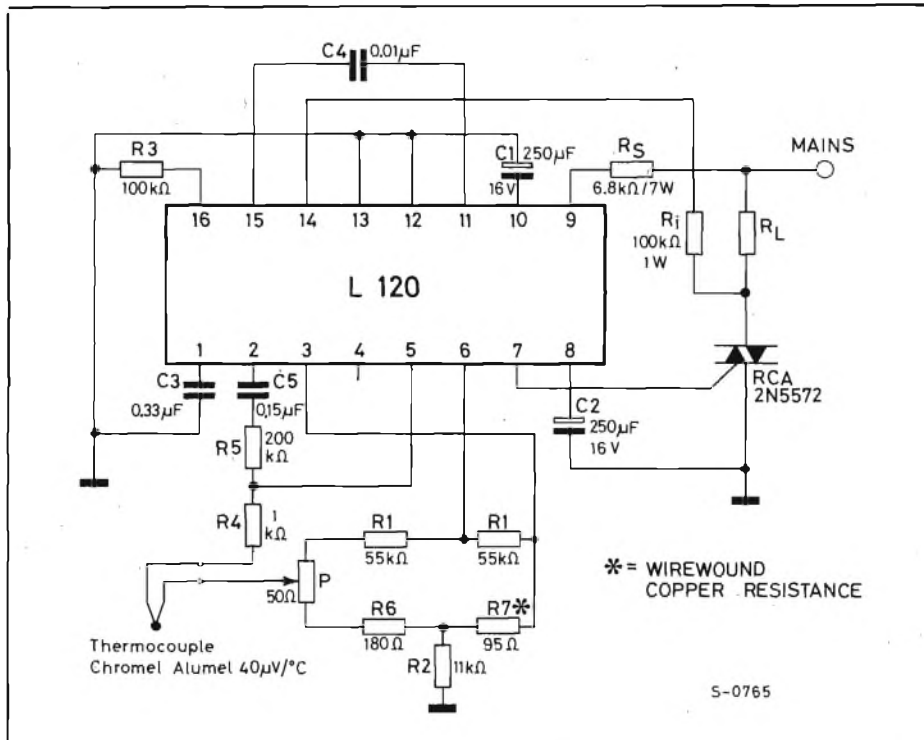 C4
0.01µF
R3
100kΩ
C1 250µF
16V
RS
6.8kΩ/7W
MAINS
16 15 14 13 12 11 10 9
Ri
100kΩ
1W
RL
L 120
1 2 3 4 5 6 7 8
C3
0.33µF
C5
0.15µF
RCA
2N5572
C2
250µF
16V
R5
200
kΩ
R4
1
kΩ
R1
55kΩ
R1
55kΩ
P
50Ω
R6
180Ω
R7*
95Ω
R2
11kΩ
* = WIREWOUND
COPPER RESISTANCE
Thermocouple
Chromel Alumel 40µV/°C
S-0765